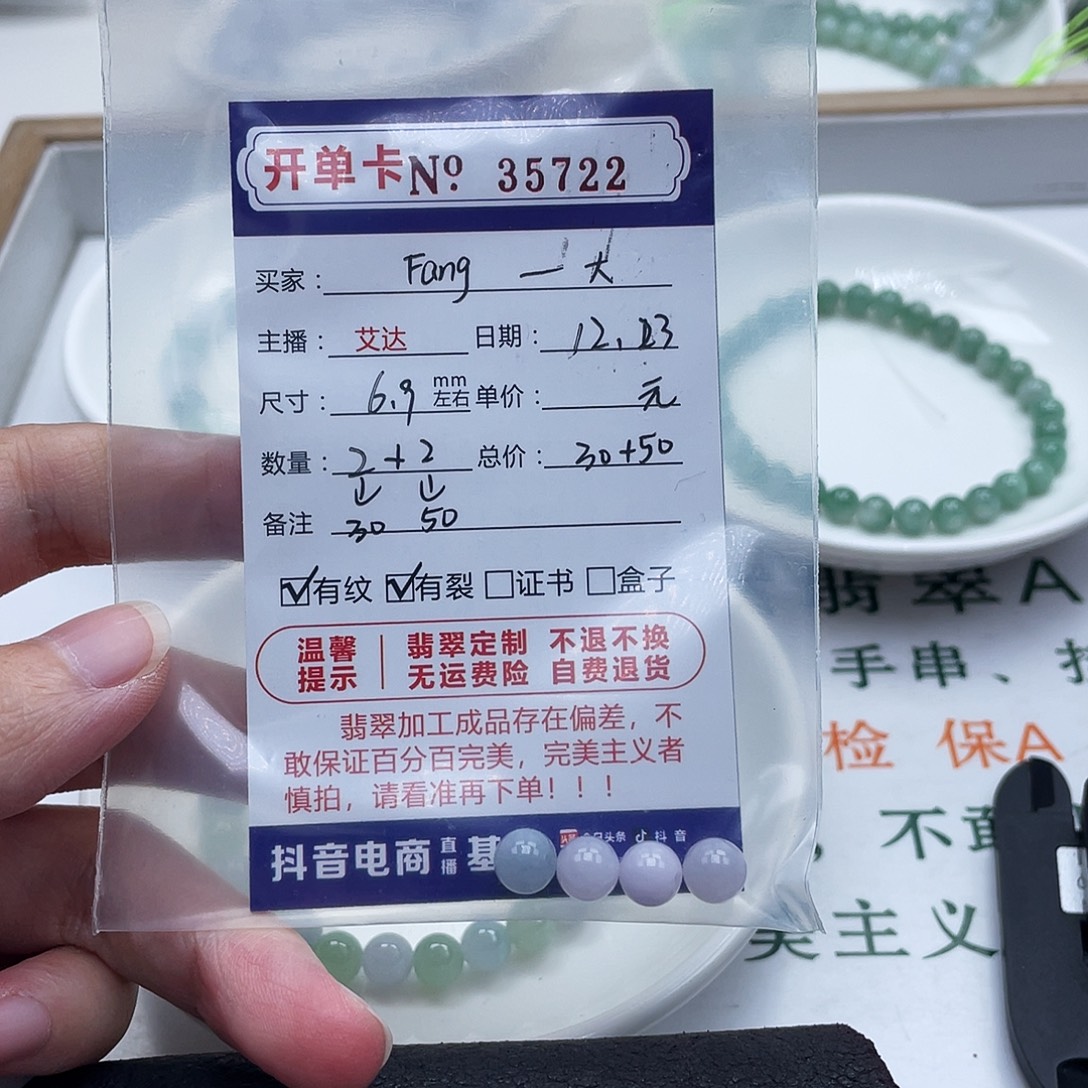 开单卡 Nº 35722
买家：Fang 一大
主播：艾达 日期：12.
尺寸：6.9 mm左右 单价： 元
数量：2+2 总价：30+50
↓ ↓
备注 30 50
☑有纹 ☑有裂 ☐证书 ☐盒子
温馨提示 翡翠定制 不退不换
无运费险 自费退货
翡翠加工成品存在偏差，不
敢保证百分百完美，完美主义者
慎拍，请看准再下单！！！
抖音电商 直播 基 头条 抖音
翡翠A
手串、
检 保A
，不敢
美主义